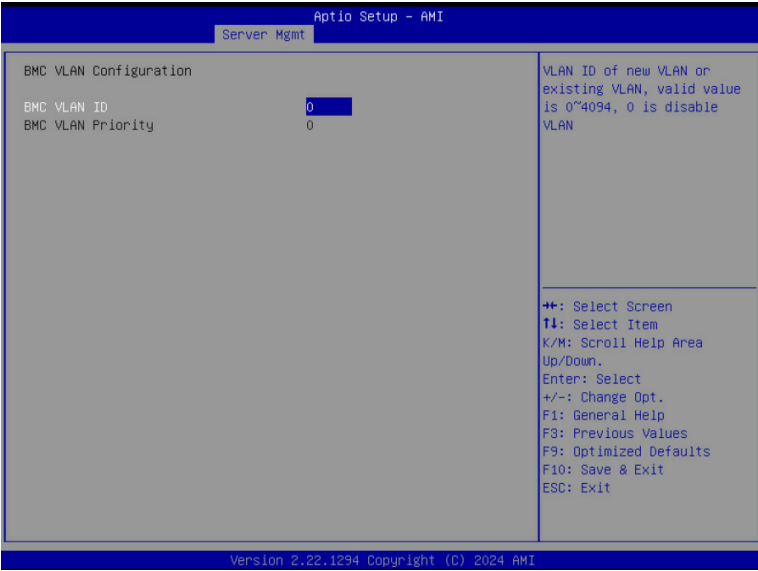 Aptio Setup – AMI
Server Mgmt
BMC VLAN Configuration
BMC VLAN ID 0
BMC VLAN Priority 0
VLAN ID of new VLAN or
existing VLAN, valid value
is 0~4094, 0 is disable
VLAN
→←: Select Screen
↑↓: Select Item
K/M: Scroll Help Area
Up/Down.
Enter: Select
+/-: Change Opt.
F1: General Help
F3: Previous Values
F9: Optimized Defaults
F10: Save & Exit
ESC: Exit
Version 2.22.1294 Copyright (C) 2024 AMI